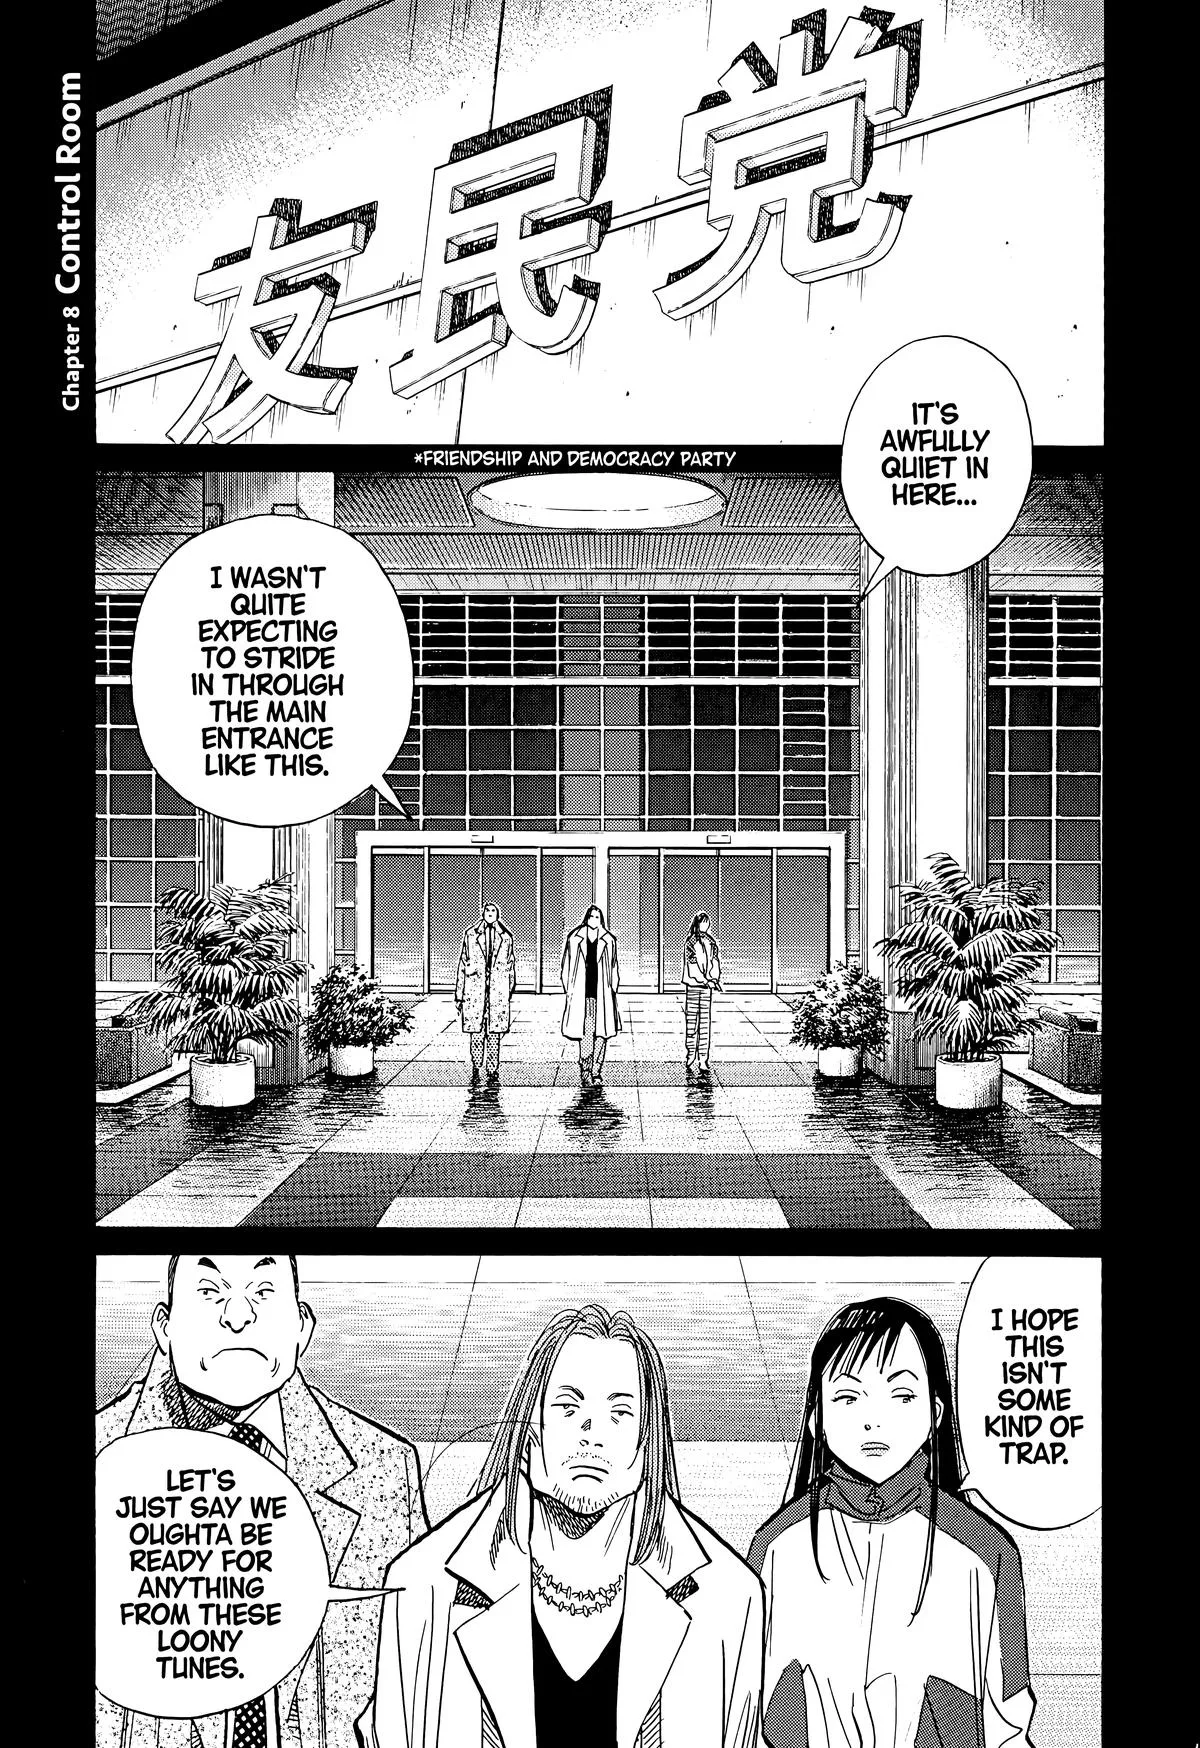 Chapter 8 Control Room
友民党
*FRIENDSHIP AND DEMOCRACY PARTY
IT'S
AWFULLY
QUIET IN
HERE...
I WASN'T
QUITE
EXPECTING
TO STRIDE
IN THROUGH
THE MAIN
ENTRANCE
LIKE THIS.
I HOPE
THIS
ISN'T
SOME
KIND OF
TRAP.
LET'S
JUST SAY WE
OUGHTA BE
READY FOR
ANYTHING
FROM THESE
LOONY
TUNES.